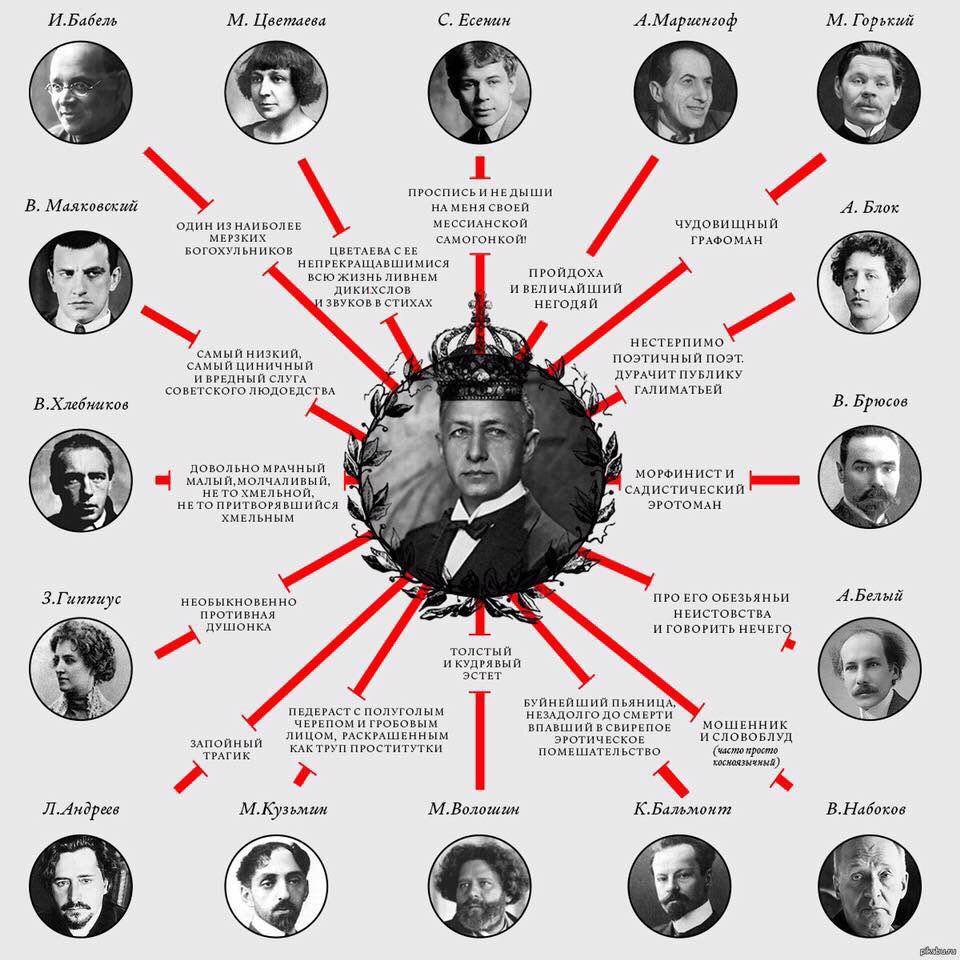 И.Бабель
М. Цветаева
С. Есенин
А.Мариенгоф
М. Горький
ПРОСПИСЬ И НЕ ДЫШИ
НА МЕНЯ СВОЕЙ
МЕССИАНСКОЙ
САМОГОНКОЙ!
В. Маяковский
А. Блок
ОДИН ИЗ НАИБОЛЕЕ
МЕРЗКИХ
БОГОХУЛЬНИКОВ
ЦВЕТАЕВА С ЕЕ
НЕПРЕКРАЩАВШИМИСЯ
ВСЮ ЖИЗНЬ ЛИВНЕМ
ДИКИХСЛОВ
И ЗВУКОВ В СТИХАХ
ПРОЙДОХА
И ВЕЛИЧАЙШИЙ
НЕГОДЯЙ
ЧУДОВИЩНЫЙ
ГРАФОМАН
САМЫЙ НИЗКИЙ,
САМЫЙ ЦИНИЧНЫЙ
И ВРЕДНЫЙ СЛУГА
СОВЕТСКОГО ЛЮДОЕДСТВА
НЕСТЕРПИМО
ПОЭТИЧНЫЙ ПОЭТ.
ДУРАЧИТ ПУБЛИКУ
ГАЛИМАТЬЕЙ
В.Хлебников
В. Брюсов
ДОВОЛЬНО МРАЧНЫЙ
МАЛЫЙ,МОЛЧАЛИВЫЙ,
НЕ ТО ХМЕЛЬНОЙ,
НЕ ТО ПРИТВОРЯВШИЙСЯ
ХМЕЛЬНЫМ
МОРФИНИСТ И
САДИСТИЧЕСКИЙ
ЭРОТОМАН
З.Гиппиус
А.Белый
НЕОБЫКНОВЕННО
ПРОТИВНАЯ
ДУШОНКА
ПРО ЕГО ОБЕЗЬЯНЬИ
НЕИСТОВСТВА
И ГОВОРИТЬ НЕЧЕГО
ТОЛСТЫЙ
И КУДРЯВЫЙ
ЭСТЕТ
ЗАПОЙНЫЙ
ТРАГИК
ПЕДЕРАСТ С ПОЛУГОЛЫМ
ЧЕРЕПОМ И ГРОБОВЫМ
ЛИЦОМ, РАСКРАШЕННЫМ
КАК ТРУП ПРОСТИТУТКИ
БУЙНЕЙШИЙ ПЬЯНИЦА,
НЕЗАДОЛГО ДО СМЕРТИ
ВПАВШИЙ В СВИРЕПОЕ
ЭРОТИЧЕСКОЕ
ПОМЕШАТЕЛЬСТВО
МОШЕННИК
И СЛОВОБЛУД
(часто просто
косноязычный)
Л.Андреев
М.Кузьмин
М.Волошин
К.Бальмонт
В.Набоков
pikabu.ru